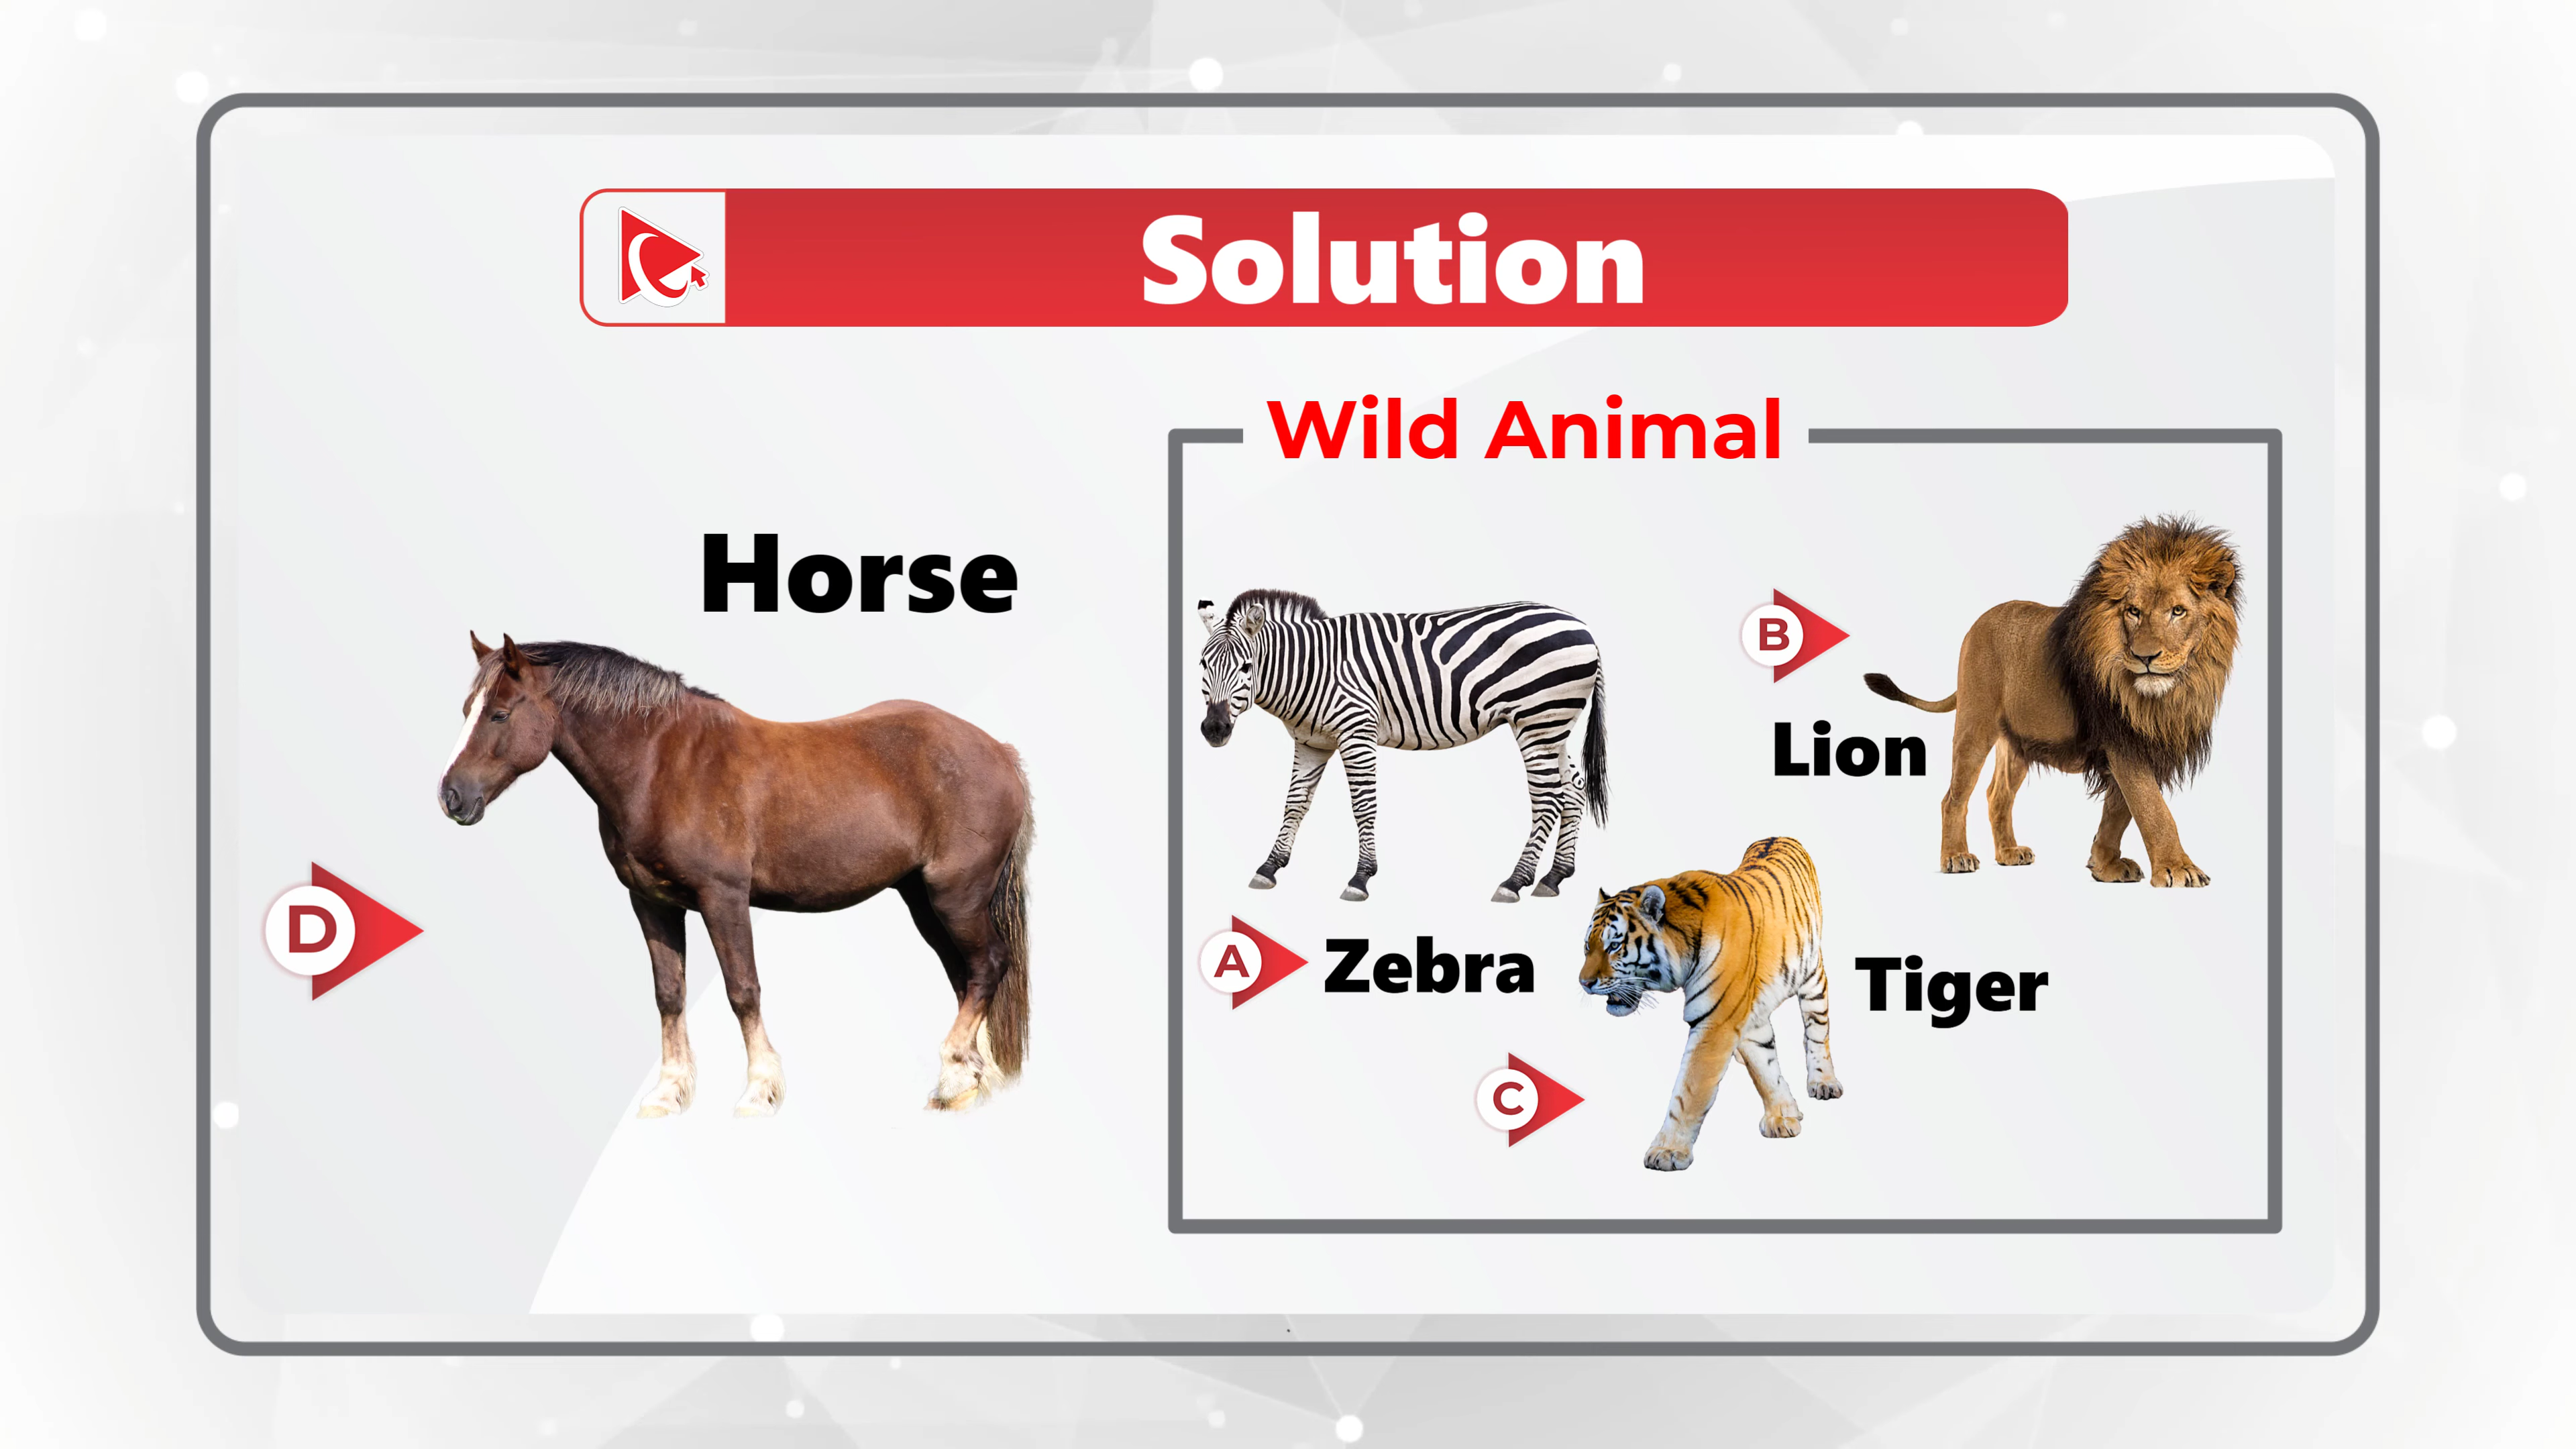 Solution
Wild Animal
Horse
B
Lion
D
A
Zebra
Tiger
C